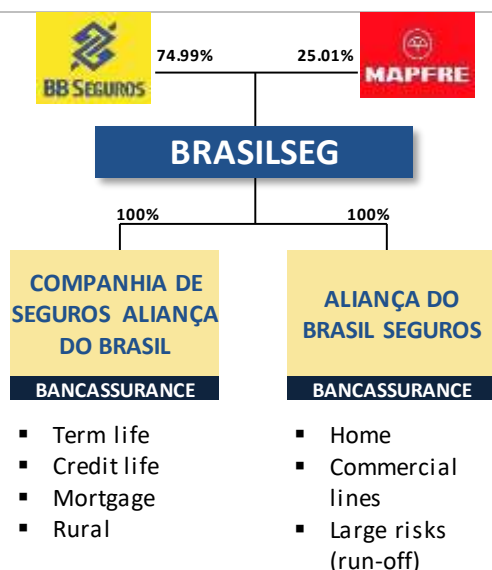 BB SEGUROS
74.99%
25.01%
MAPFRE
BRASILSEG
100%
100%
COMPANHIA DE
SEGUROS ALIANÇA
DO BRASIL
BANCASSURANCE
▪ Term life
▪ Credit life
▪ Mortgage
▪ Rural
ALIANÇA DO
BRASIL SEGUROS
BANCASSURANCE
▪ Home
▪ Commercial
lines
▪ Large risks
(run-off)